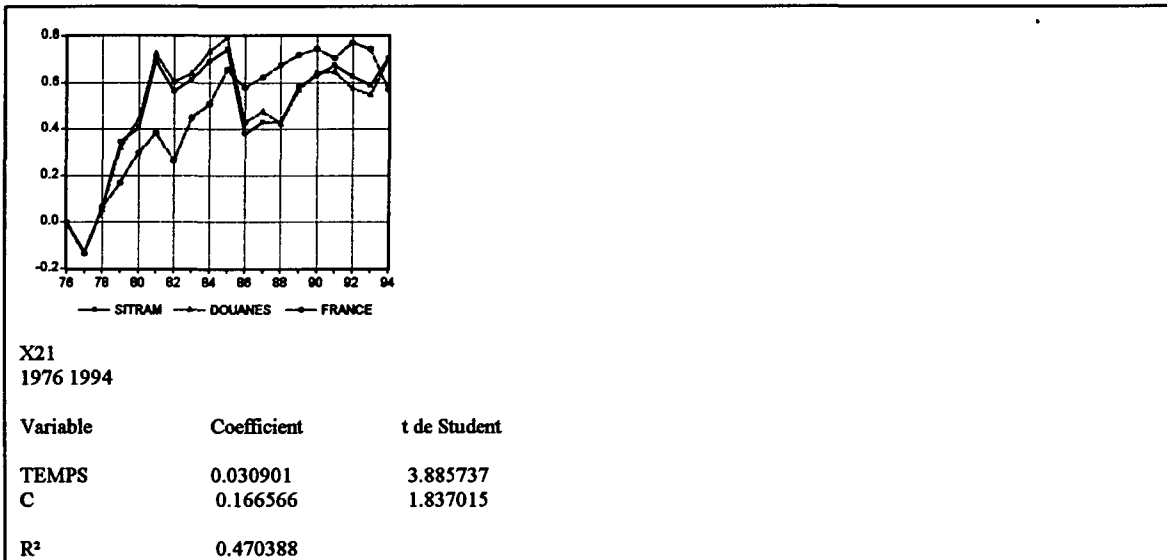 0.8
0.6
0.4
0.2
0.0
-0.2
76 78 80 82 84 86 88 90 92 94
SITRAM DOUANES FRANCE
X21
1976 1994
Variable Coefficient t de Student
TEMPS 0.030901 3.885737
C 0.166566 1.837015
R² 0.470388